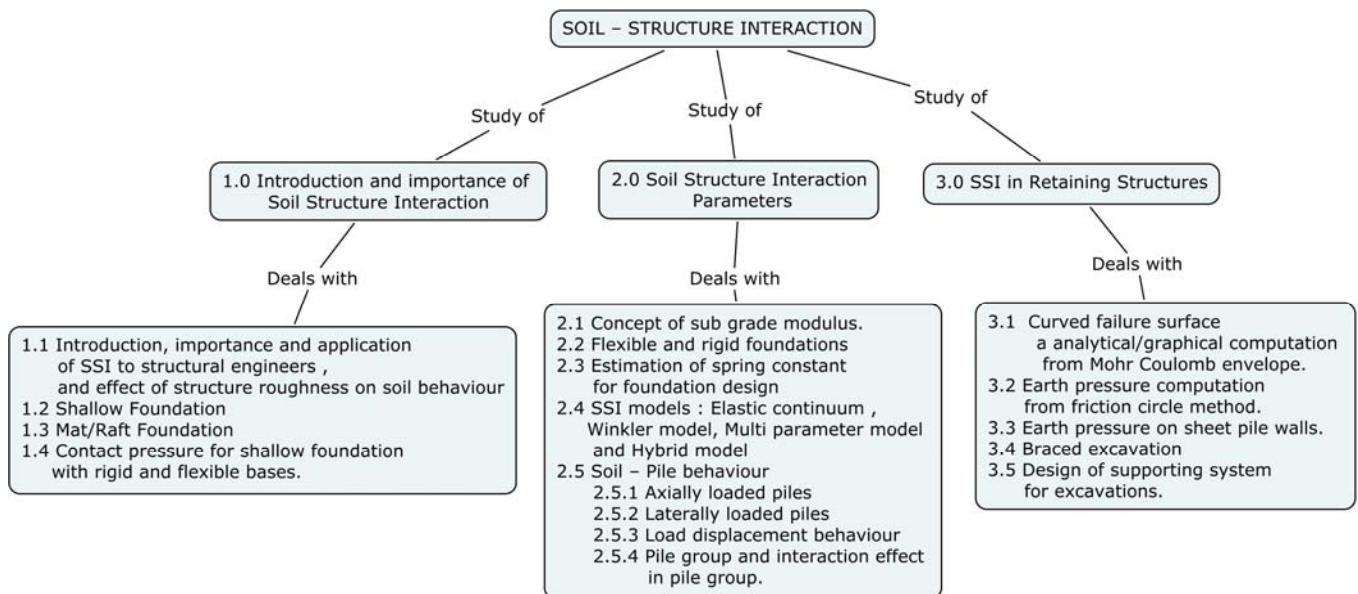 SOIL – STRUCTURE INTERACTION
Study of
Study of
Study of
1.0 Introduction and importance of
Soil Structure Interaction
2.0 Soil Structure Interaction
Parameters
3.0 SSI in Retaining Structures
Deals with
Deals with
Deals with
1.1 Introduction, importance and application
of SSI to structural engineers ,
and effect of structure roughness on soil behaviour
1.2 Shallow Foundation
1.3 Mat/Raft Foundation
1.4 Contact pressure for shallow foundation
with rigid and flexible bases.
2.1 Concept of sub grade modulus.
2.2 Flexible and rigid foundations
2.3 Estimation of spring constant
for foundation design
2.4 SSI models : Elastic continuum ,
Winkler model, Multi parameter model
and Hybrid model
2.5 Soil – Pile behaviour
2.5.1 Axially loaded piles
2.5.2 Laterally loaded piles
2.5.3 Load displacement behaviour
2.5.4 Pile group and interaction effect
in pile group.
3.1 Curved failure surface
a analytical/graphical computation
from Mohr Coulomb envelope.
3.2 Earth pressure computation
from friction circle method.
3.3 Earth pressure on sheet pile walls.
3.4 Braced excavation
3.5 Design of supporting system
for excavations.